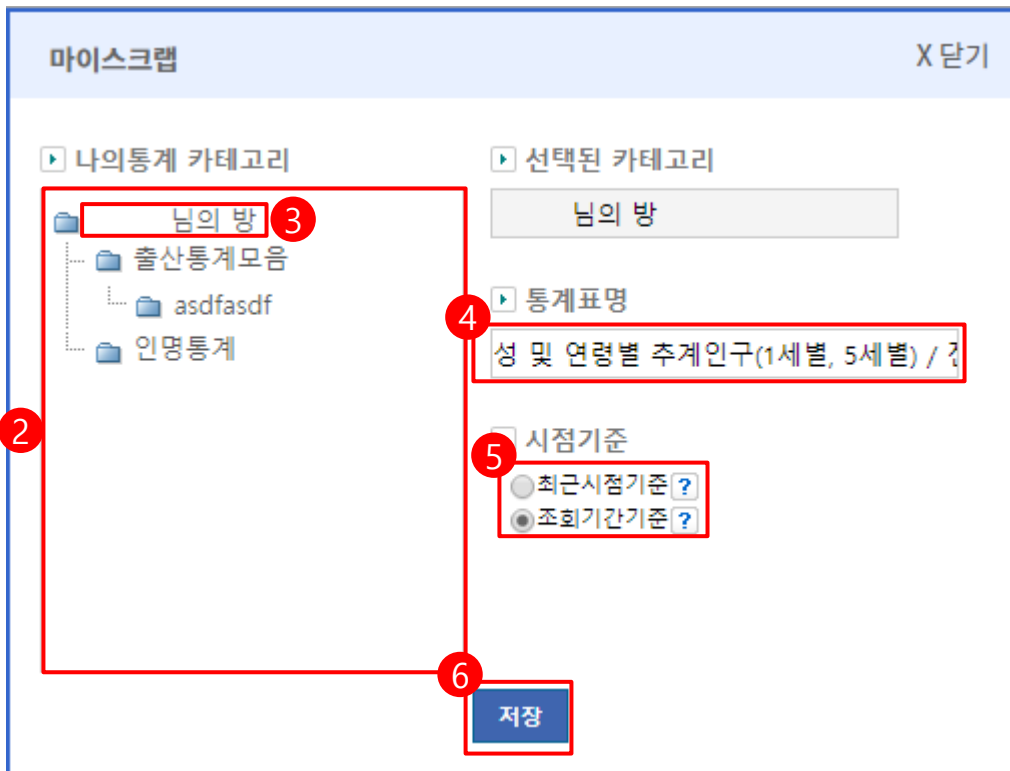 마이스크랩
X 닫기
나의통계 카테고리
님의 방
3
출산통계모음
asdfasdf
인명통계
2
선택된 카테고리
님의 방
4
통계표명
성 및 연령별 추계인구(1세별, 5세별) /
시점기준
5
최근시점기준 ?
조회기간기준 ?
6
저장